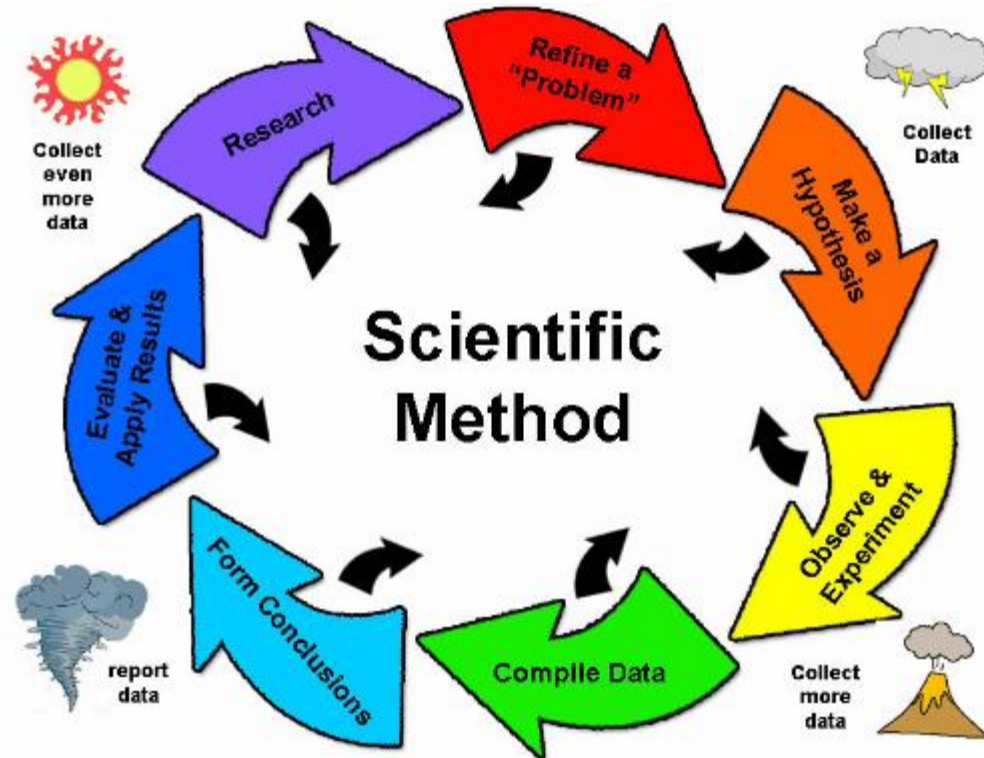 Scientific
Method
Research
Refine a
"Problem"
Make a
Hypothesis
Observe &
Experiment
Compile Data
Form Conclusions
Evaluate &
Apply Results
Collect
Data
Collect
more
data
report
data
Collect
even
more
data